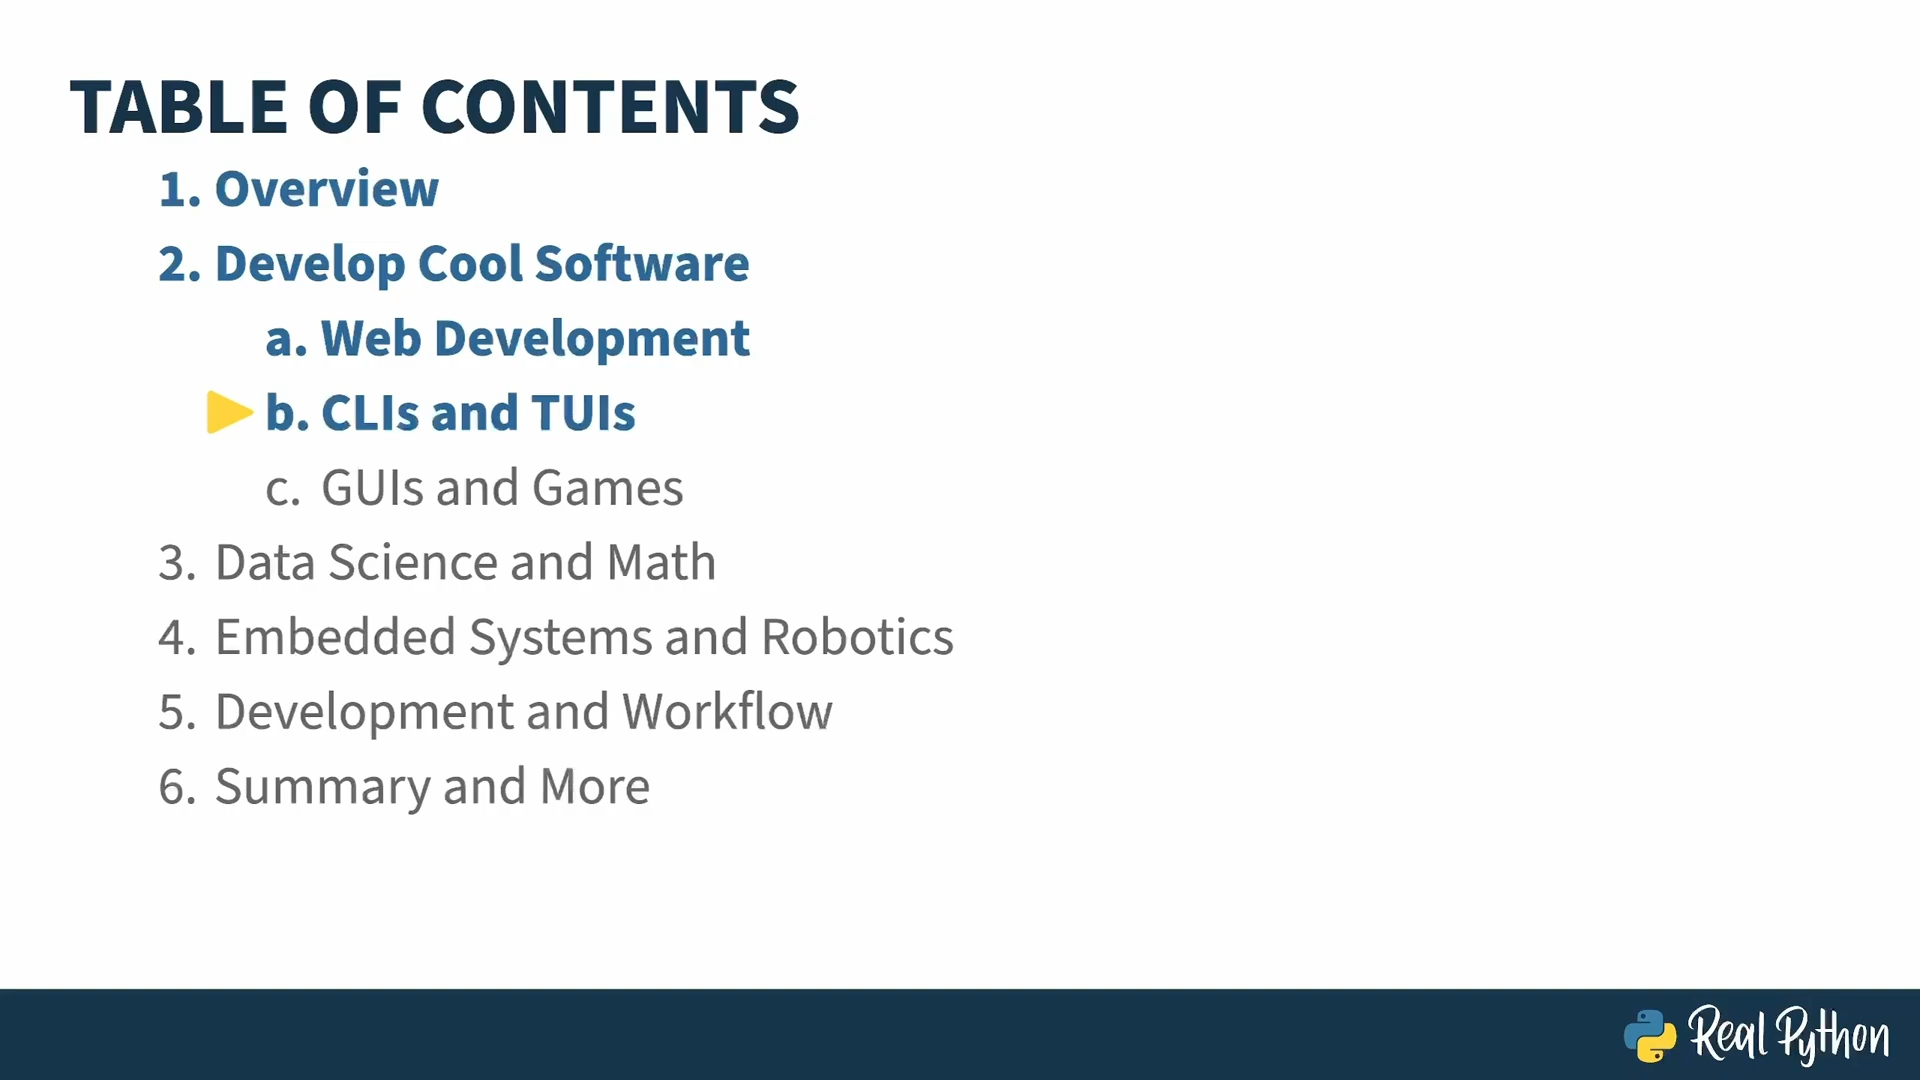 TABLE OF CONTENTS
1. Overview
2. Develop Cool Software
a. Web Development
b. CLIs and TUIs
c. GUIs and Games
3. Data Science and Math
4. Embedded Systems and Robotics
5. Development and Workflow
6. Summary and More
Real Python